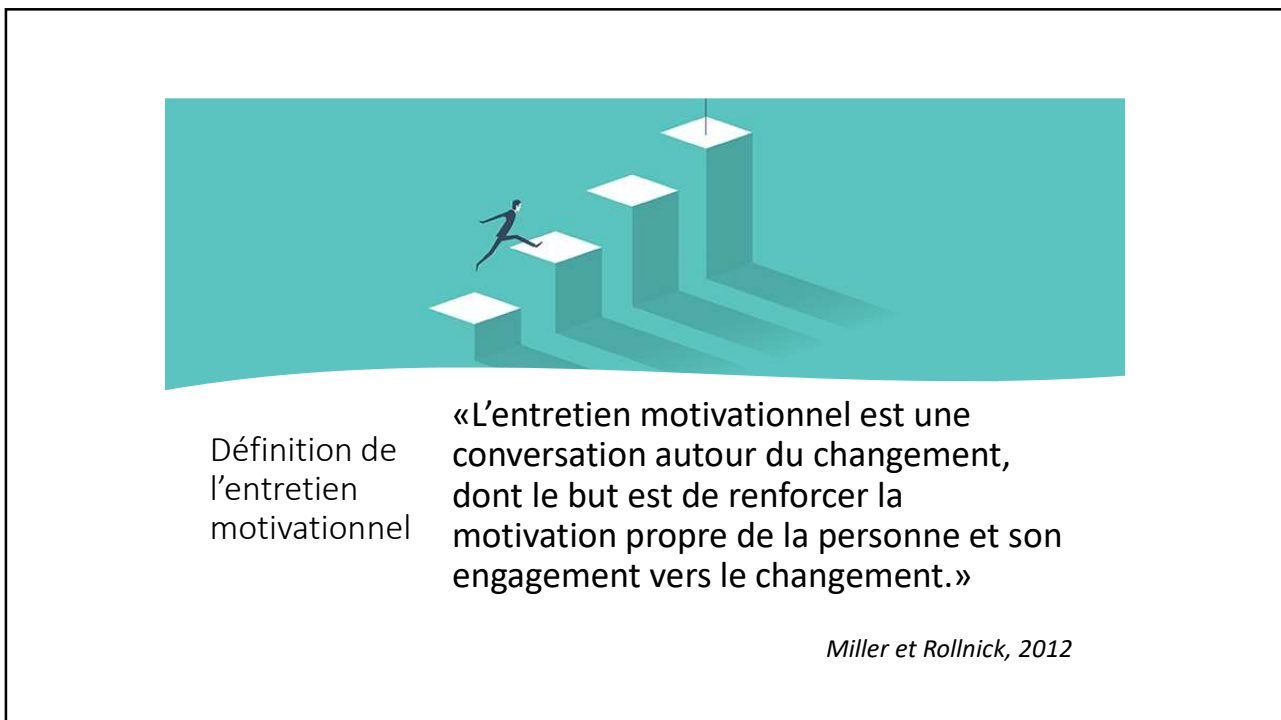 Définition de
l’entretien
motivationnel
«L’entretien motivationnel est une
conversation autour du changement,
dont le but est de renforcer la
motivation propre de la personne et son
engagement vers le changement.»
Miller et Rollnick, 2012